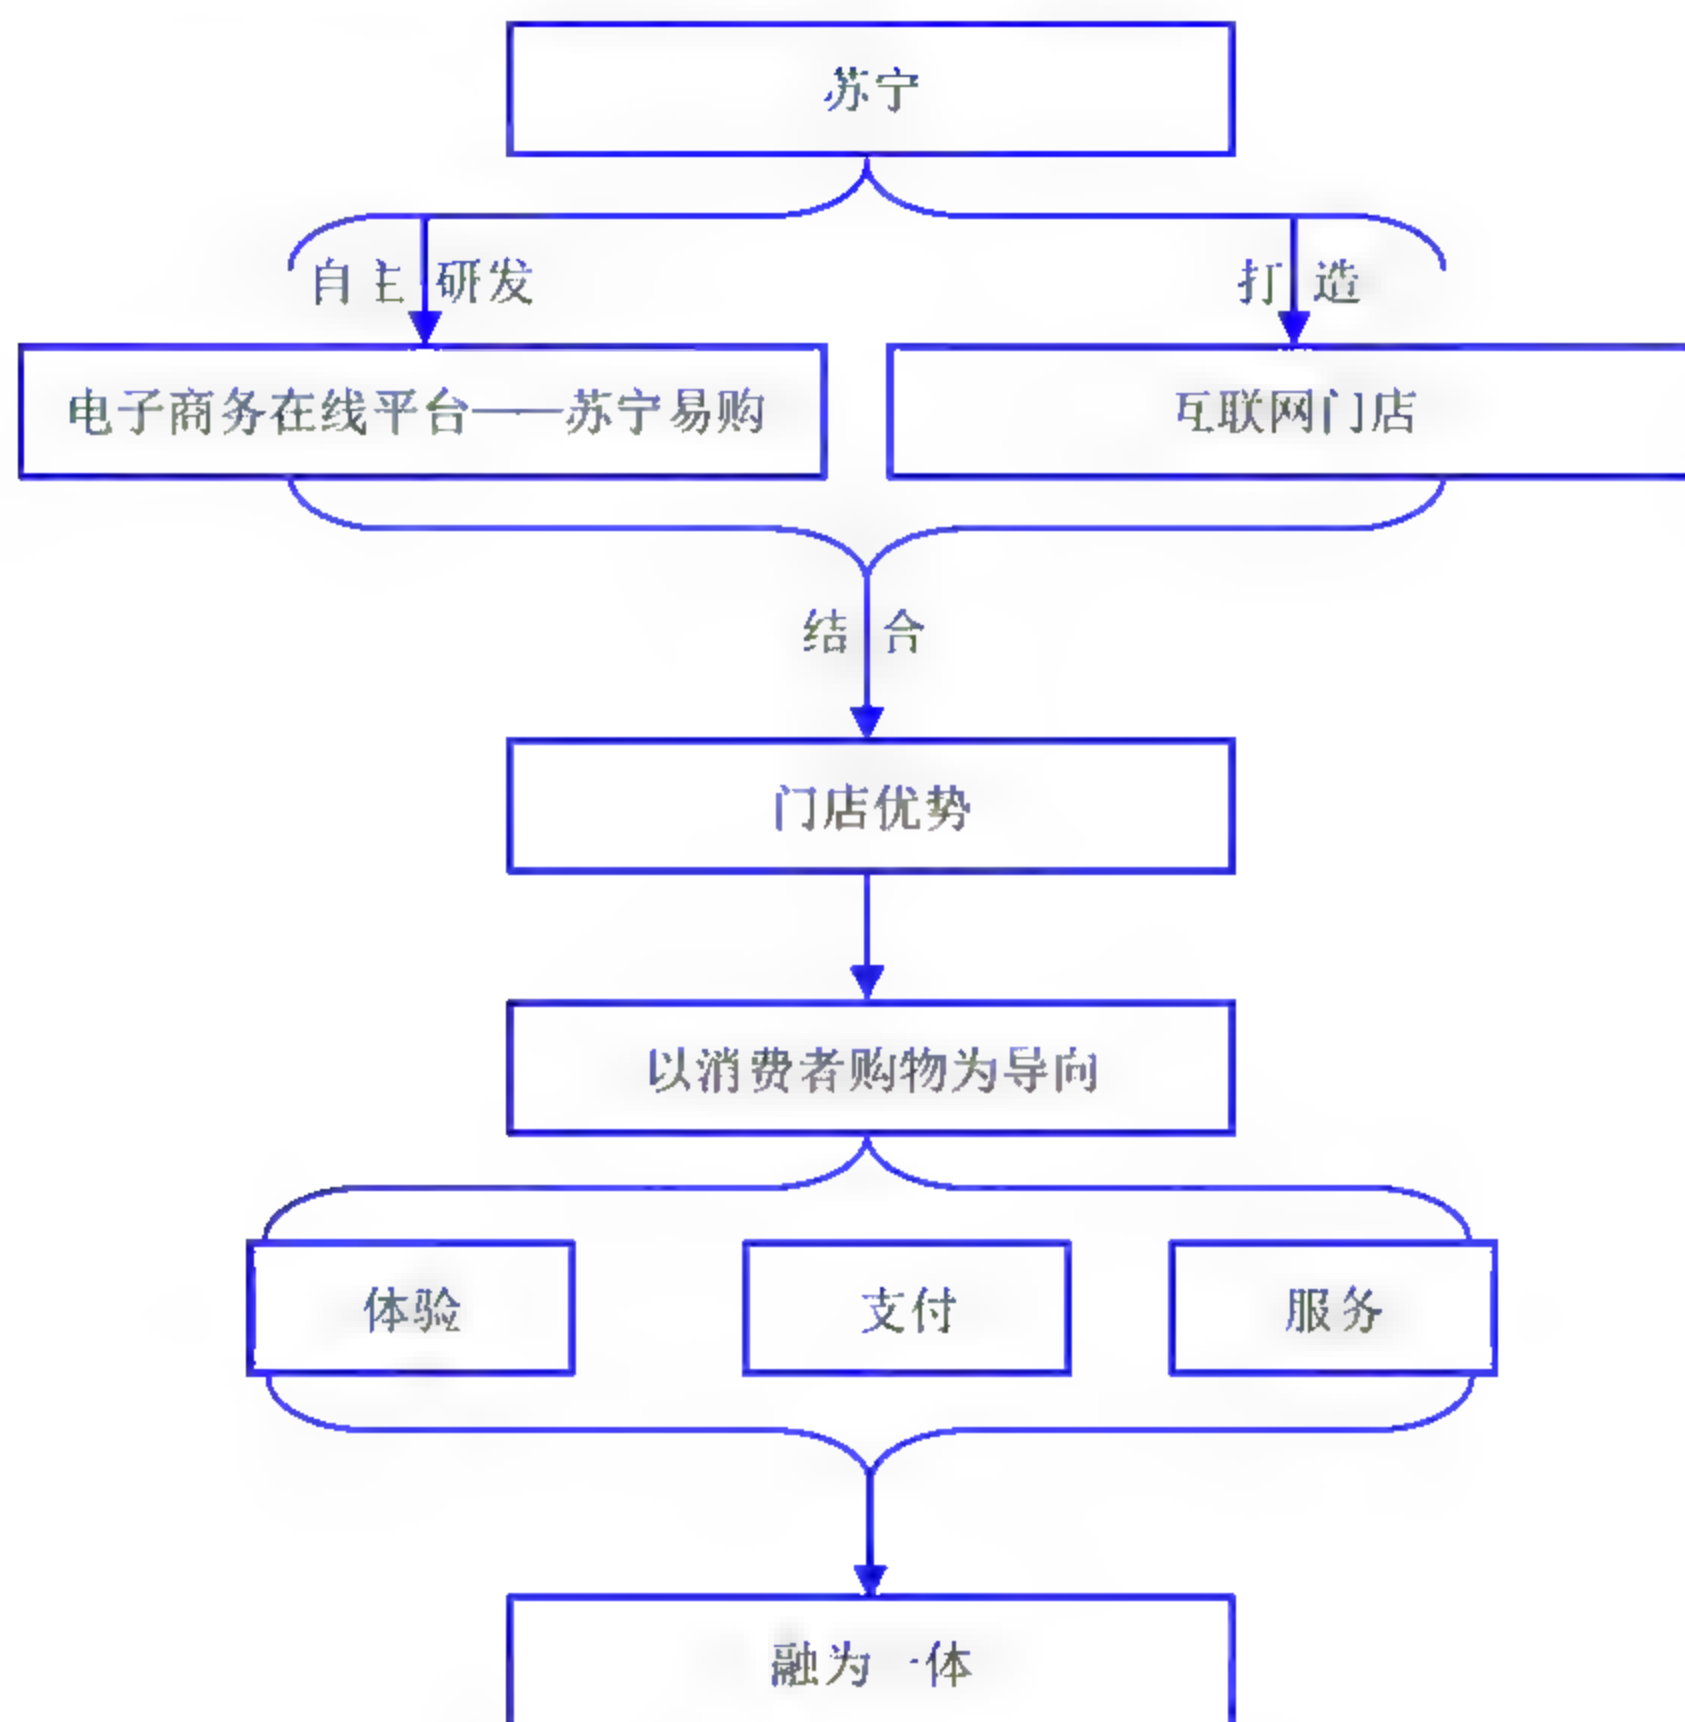 苏宁
自主研发
打造
电子商务在线平台——苏宁易购
互联网门店
结合
门店优势
以消费者购物为导向
体验
支付
服务
融为一体